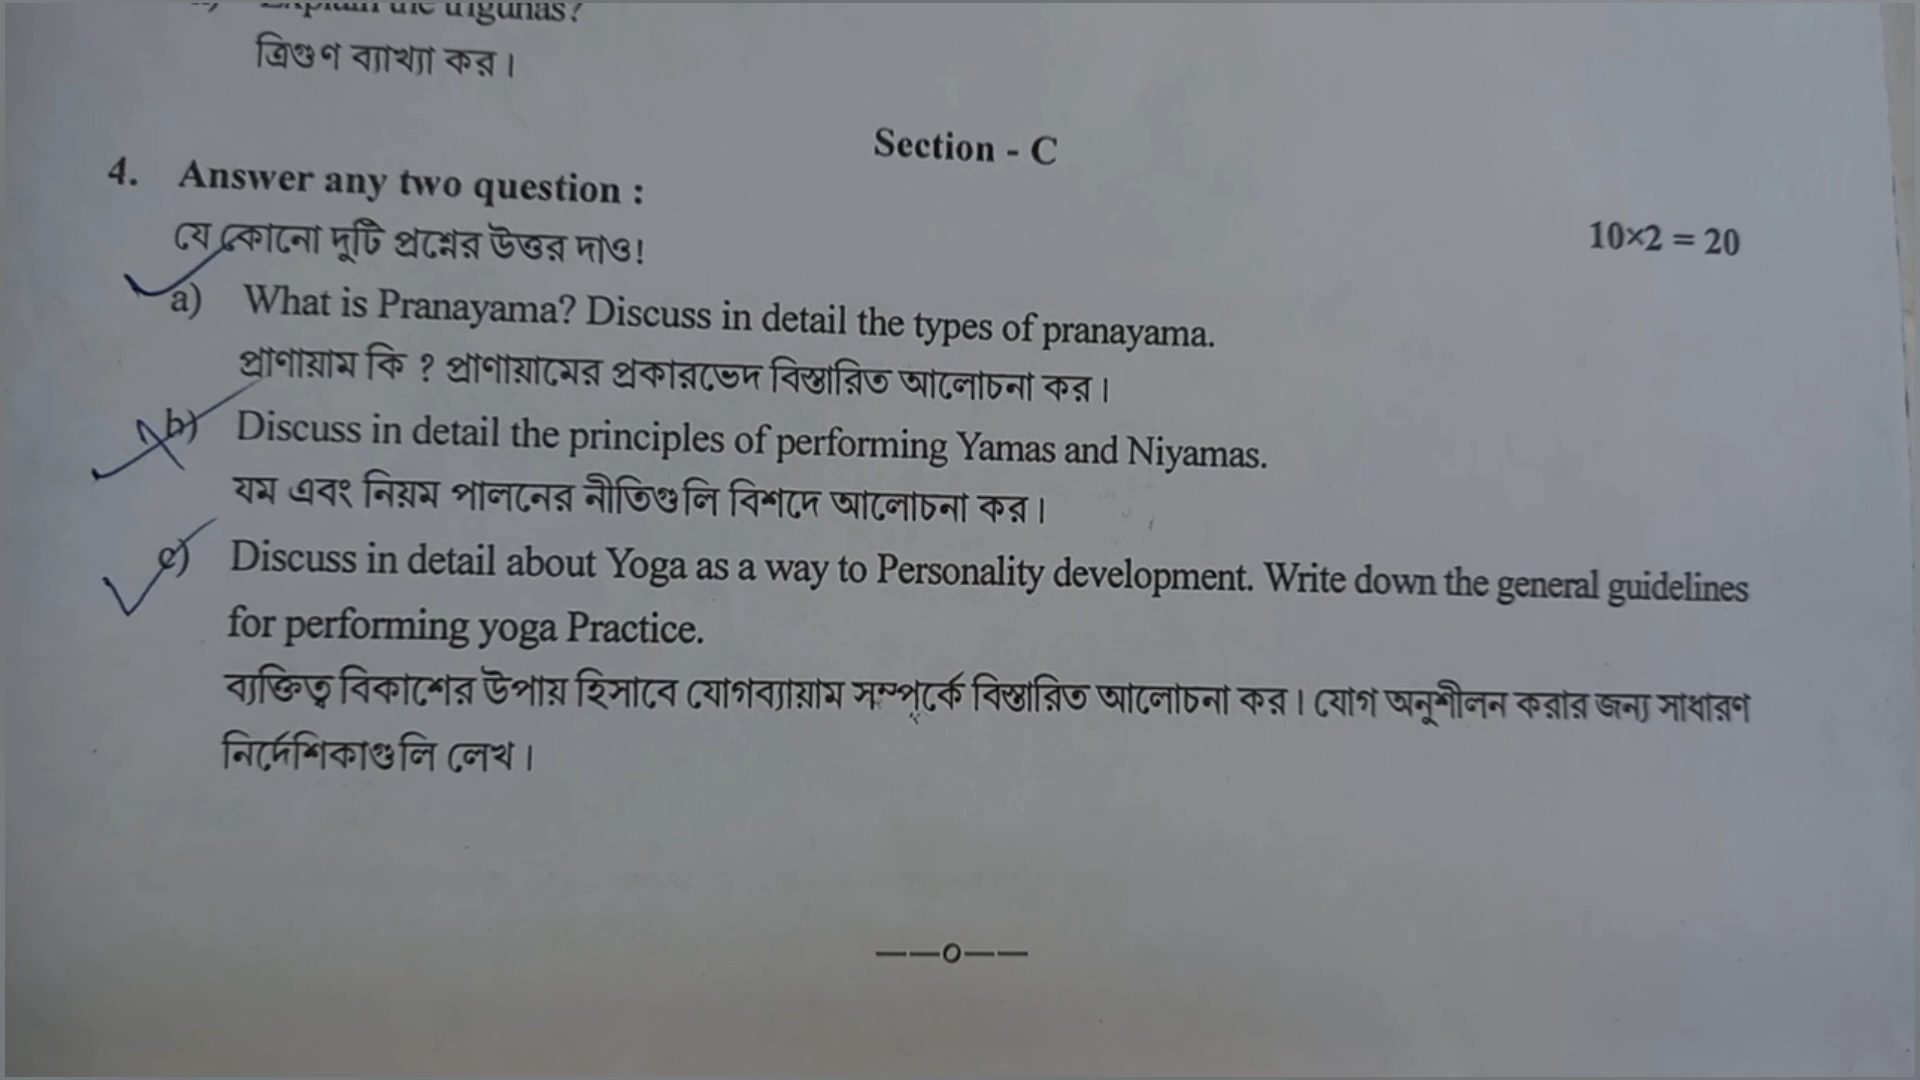 Explain the trigunas?
ত্রিগুণ ব্যাখ্যা কর।
Section - C
4. Answer any two question :
যে কোনো দুটি প্রশ্নের উত্তর দাও!
10×2 = 20
a) What is Pranayama? Discuss in detail the types of pranayama.
প্রাণায়াম কি ? প্রাণায়ামের প্রকারভেদ বিস্তারিত আলোচনা কর।
b) Discuss in detail the principles of performing Yamas and Niyamas.
যম এবং নিয়ম পালনের নীতিগুলি বিশদে আলোচনা কর।
c) Discuss in detail about Yoga as a way to Personality development. Write down the general guidelines
for performing yoga Practice.
ব্যক্তিত্ব বিকাশের উপায় হিসাবে যোগব্যায়াম সম্পর্কে বিস্তারিত আলোচনা কর। যোগ অনুশীলন করার জন্য সাধারণ
নির্দেশিকাগুলি লেখ।
——o——